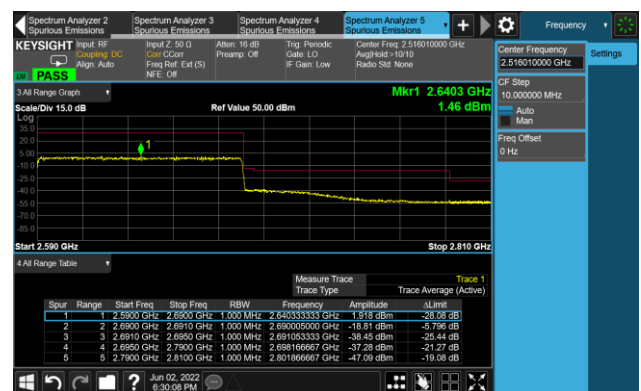 Spectrum Analyzer 2
Spurious Emissions
Spectrum Analyzer 3
Spurious Emissions
Spectrum Analyzer 4
Spurious Emissions
Spectrum Analyzer 5
Spurious Emissions
Frequency
KEYSIGHT
Input: RF
Coupling: DC
Align: Auto
Input Z: 50 Ω
Corr CCorr
Freq Ref: Ext (S)
NFE: Off
Atten: 16 dB
Preamp: Off
Trig: Periodic
Gate: LO
IF Gain: Low
Center Freq: 2.516010000 GHz
Avg|Hold:>10/10
Radio Std: None
PASS
3 All Range Graph
Mkr1 2.6403 GHz
Scale/Div 15.0 dB
Ref Value 50.00 dBm
1.46 dBm
Log
35.0
20.0
5.00
-10.0
-25.0
-40.0
-55.0
-70.0
-85.0
1
Start 2.590 GHz
Stop 2.810 GHz
4 All Range Table
Measure Trace
Trace 1
Trace Type
Trace Average (Active)
Spur Range Start Freq Stop Freq RBW Frequency Amplitude ΔLimit
1 1 2.5900 GHz 2.6900 GHz 1.000 MHz 2.640333333 GHz 1.918 dBm -28.08 dB
2 2 2.6900 GHz 2.6910 GHz 1.000 MHz 2.690005000 GHz -18.81 dBm -5.796 dB
3 3 2.6910 GHz 2.6950 GHz 1.000 MHz 2.691053333 GHz -38.45 dBm -25.44 dB
4 4 2.6950 GHz 2.7900 GHz 1.000 MHz 2.698166667 GHz -37.28 dBm -21.27 dB
5 5 2.7900 GHz 2.8100 GHz 1.000 MHz 2.801866667 GHz -47.09 dBm -19.08 dB
Center Frequency
2.516010000 GHz
Settings
CF Step
10.000000 MHz
Auto
Man
Freq Offset
0 Hz
Jun 02, 2022
6:30:08 PM